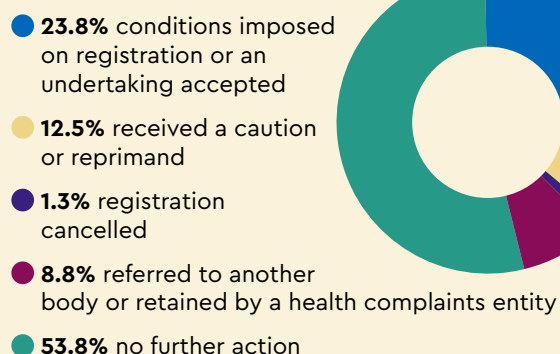 23.8% conditions imposed
on registration or an
undertaking accepted
12.5% received a caution
or reprimand
1.3% registration
cancelled
8.8% referred to another
body or retained by a health complaints entity
53.8% no further action